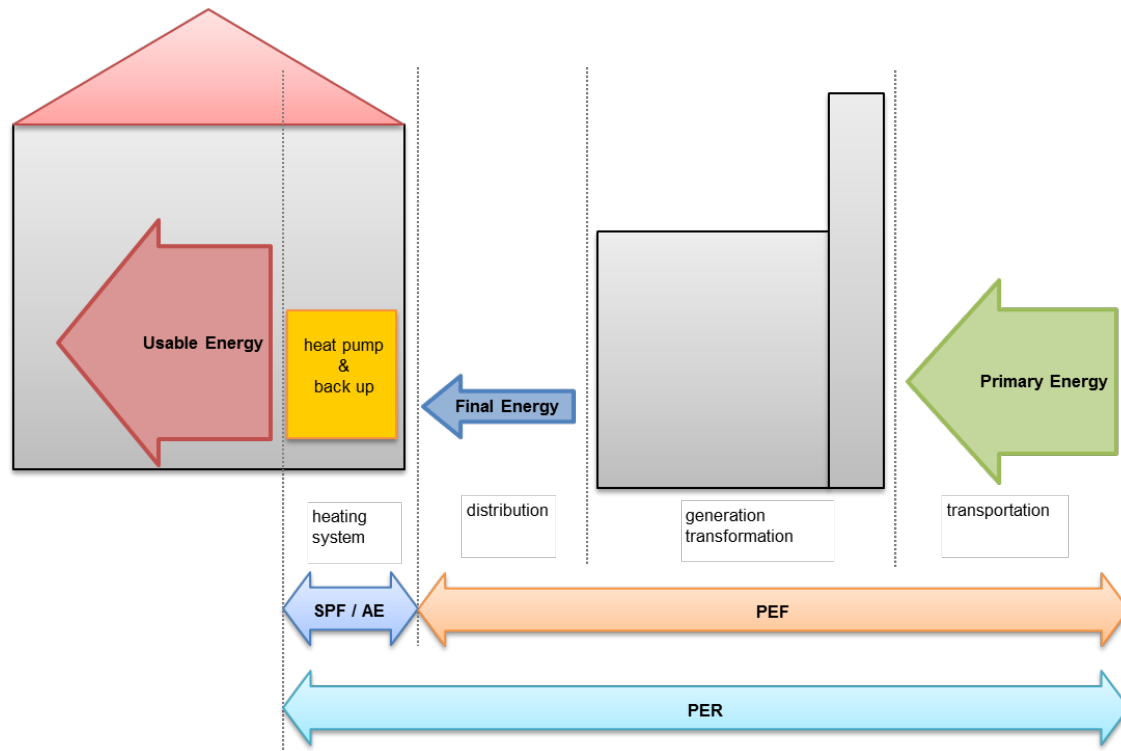 Usable Energy
heat pump
&
back up
Final Energy
Primary Energy
heating
system
distribution
generation
transformation
transportation
SPF / AE
PEF
PER